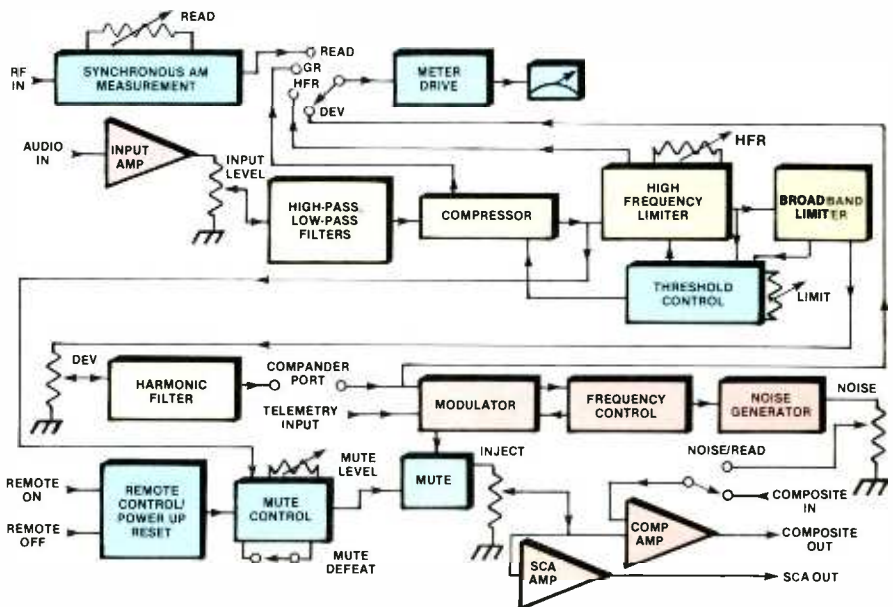 READ
RF
IN
SYNCHRONOUS AM
MEASUREMENT
READ
GR
HFR
DEV
METER
DRIVE
AUDIO
IN
INPUT
AMP
INPUT
LEVEL
HIGH-PASS
LOW-PASS
FILTERS
COMPRESSOR
HFR
HIGH
FREQUENCY
LIMITER
BROADBAND
LIMITER
THRESHOLD
CONTROL
LIMIT
DEV
HARMONIC
FILTER
COMPANDER
PORT
TELEMETRY
INPUT
MODULATOR
FREQUENCY
CONTROL
NOISE
GENERATOR
NOISE
REMOTE
ON
REMOTE
OFF
REMOTE
CONTROL/
POWER UP
RESET
MUTE
LEVEL
MUTE
CONTROL
MUTE
DEFEAT
MUTE
INJECT
NOISE/READ
COMPOSITE
IN
COMP
AMP
COMPOSITE
OUT
SCA
AMP
SCA OUT